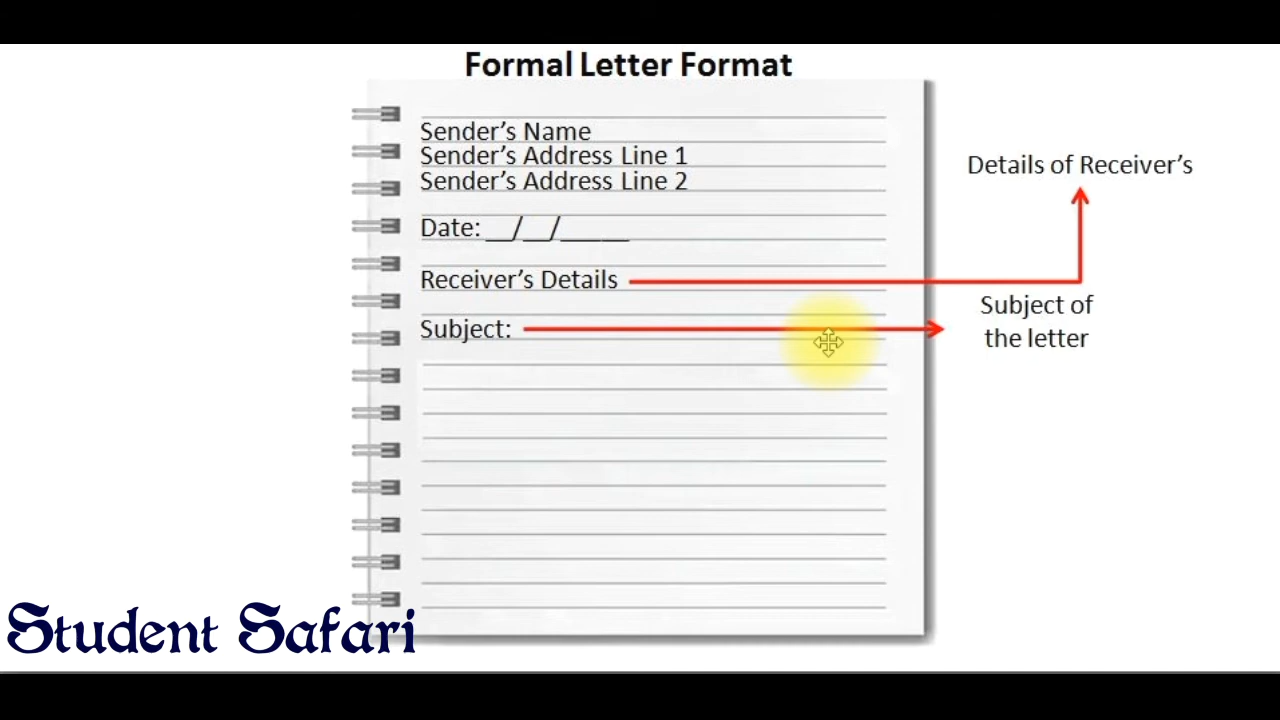 Formal Letter Format
Sender's Name
Sender's Address Line 1
Sender's Address Line 2
Date: __/__/_____
Receiver's Details
Subject:
Details of Receiver's
Subject of
the letter
Student Safari